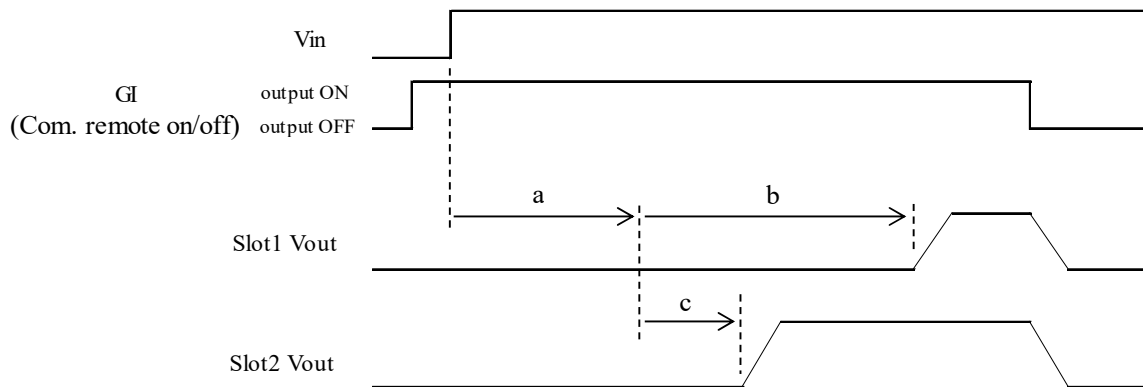 Vin
GI
(Com. remote on/off)
output ON
output OFF
a
b
Slot1 Vout
c
Slot2 Vout